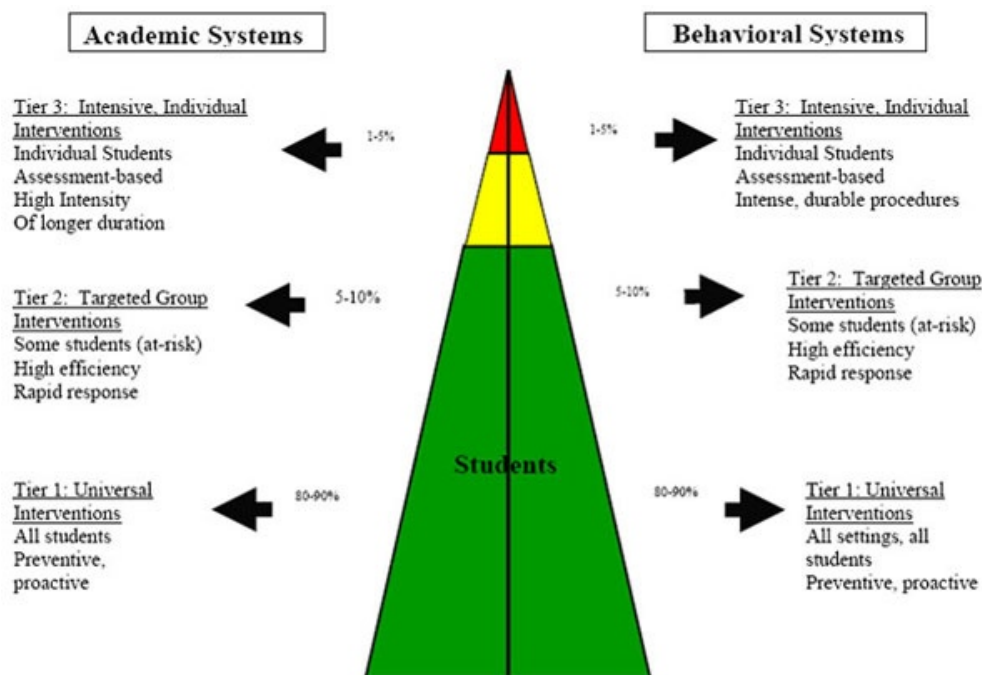 Academic Systems
Behavioral Systems
Tier 3: Intensive, Individual
Interventions
Individual Students
Assessment-based
High Intensity
Of longer duration
1-5%
1-5%
Tier 3: Intensive, Individual
Interventions
Individual Students
Assessment-based
Intense, durable procedures
Tier 2: Targeted Group
Interventions
Some students (at-risk)
High efficiency
Rapid response
5-10%
5-10%
Tier 2: Targeted Group
Interventions
Some students (at-risk)
High efficiency
Rapid response
Students
Tier 1: Universal
Interventions
All students
Preventive,
proactive
80-90%
80-90%
Tier 1: Universal
Interventions
All settings, all
students
Preventive, proactive